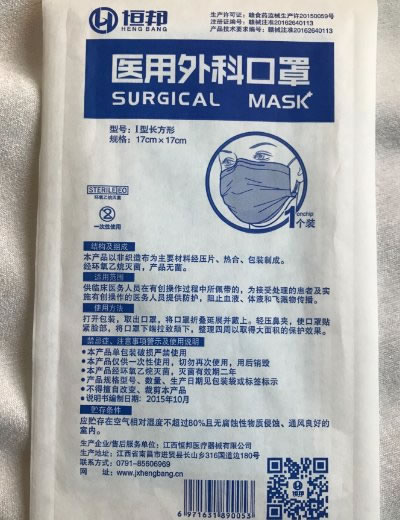 恒邦
HENG BANG
生产许可证:赣食药监械生产许20150059号
注册证编号:赣械注准20162640113
产品技术要求编号:赣械注准20162640113
医用外科口罩
SURGICAL MASK
型号:I型长方形
规格:17cm×17cm
STERILE EO
环氧乙烷灭菌
2
一次性使用
1个装
结构及组成
本产品以非织造布为主要材料经压片、热合、包装制成。
经环氧乙烷灭菌,产品无菌。
适用范围
供临床医务人员在有创操作过程中所佩带的,为接受处理的患者及实
施有创操作的医务人员提供防护,阻止血液、体液和飞溅物传播。
使用方法
打开包装,取出口罩,将口罩折叠展开并戴上。轻压鼻夹,使口罩贴
紧脸部,将口罩下端拉致颏下,整理四周以取得大面积的保护效果。
禁忌症、注意事项警示及使用说明
●本产品单包装破损严禁使用
●本产品仅供一次性使用,切勿再次使用,用后销毁
●本产品经环氧乙烷灭菌,灭菌有效期二年
●产品规格型号、数量、生产日期见包装袋或标签标示
●不得擅自改变、裁剪本产品
●说明书编制日期:2015年10月
贮存条件
应贮存在空气相对湿度不超过80%且无腐蚀性物质侵蚀、通风良好的
室内。
生产企业/售后服务单位:江西恒邦医疗器械有限公司
生产地址:江西省南昌市进贤县长山乡316国道边180号
联系方式:0791-85506969
网址:www.jxhengbang.cn
6 971631 890053